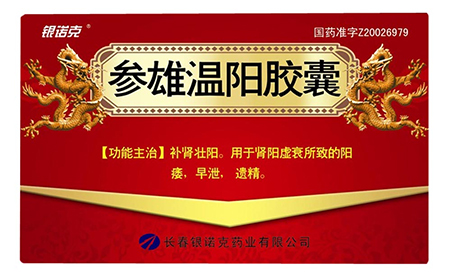 银诺克
国药准字Z20026979
参雄温阳胶囊
【功能主治】补肾壮阳。用于肾阳虚衰所致的阳
痿，早泄，遗精。
长春银诺克药业有限公司